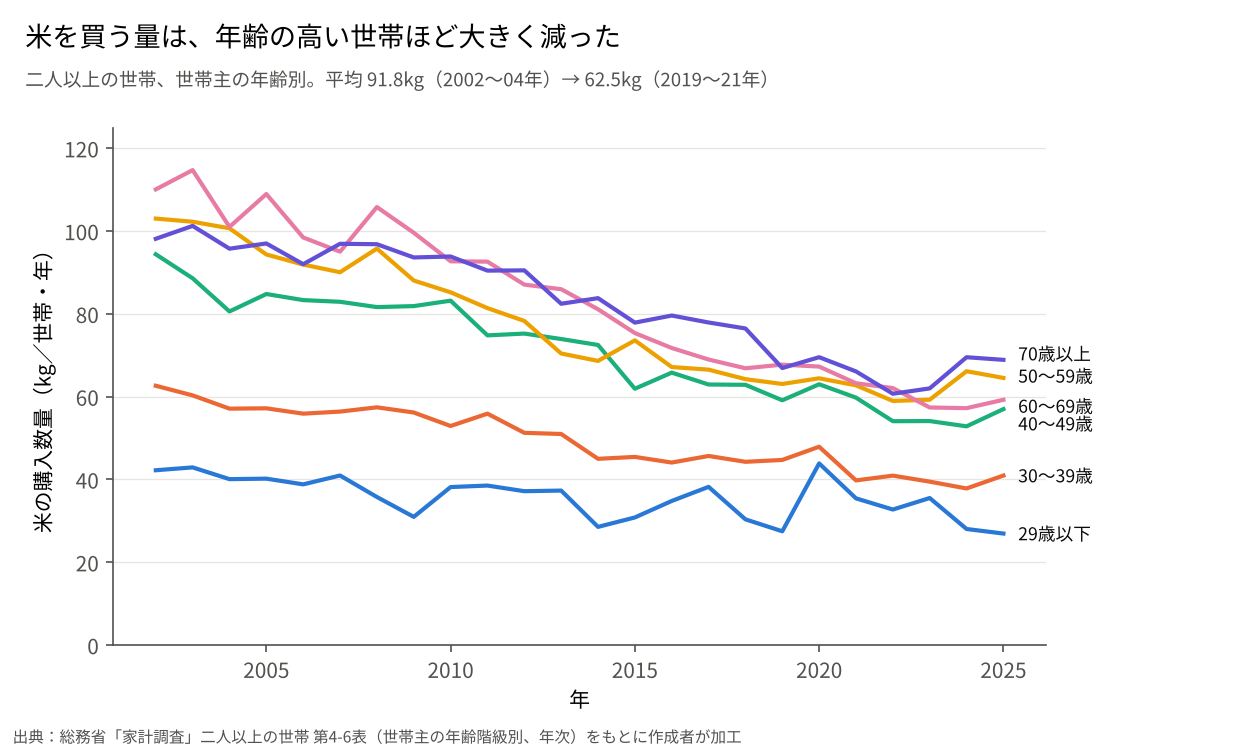 米を買う量は、年齢の高い世帯ほど大きく減った
二人以上の世帯、世帯主の年齢別。平均 91.8kg（2002〜04年）→ 62.5kg（2019〜21年）
米の購入数量（kg／世帯・年）
120
100
80
60
40
20
0
70歳以上
50〜59歳
60〜69歳
40〜49歳
30〜39歳
29歳以下
2005 2010 2015 2020 2025
年
出典：総務省「家計調査」二人以上の世帯 第4-6表（世帯主の年齢階級別、年次）をもとに作成者が加工